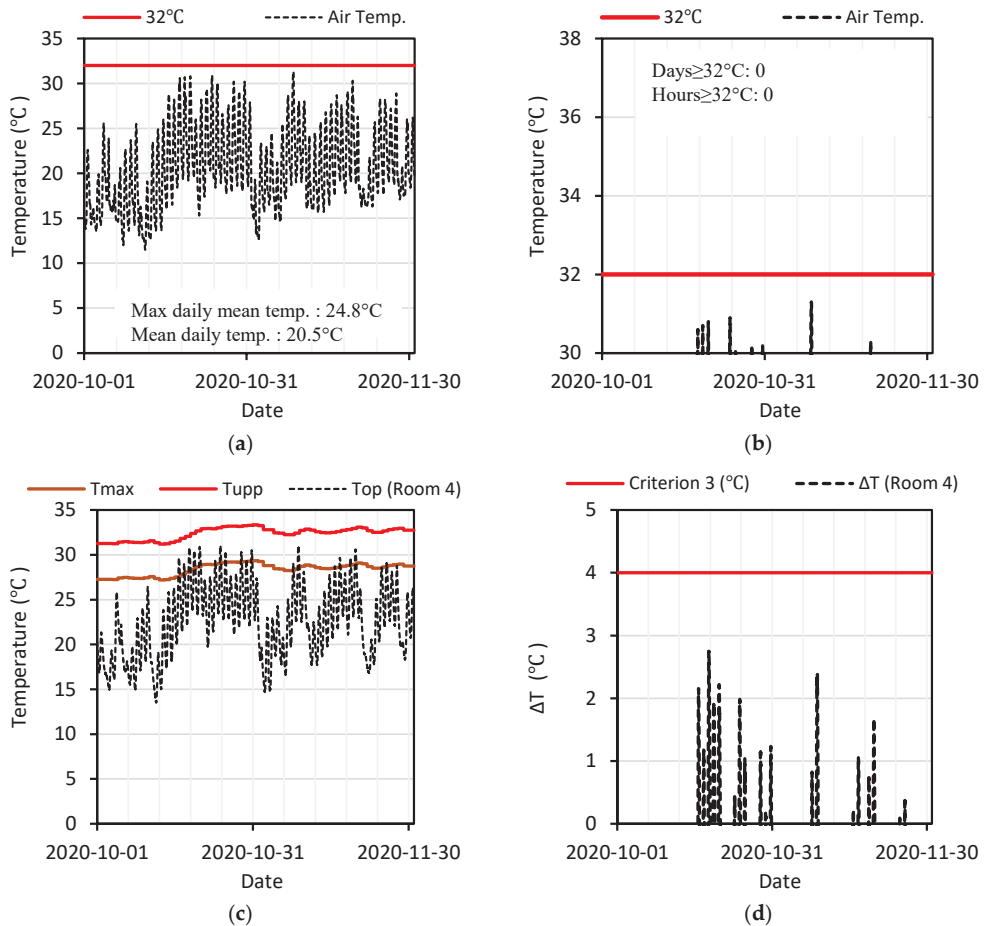 32℃ Air Temp.
35
30
25
20
15
10
5
0
Temperature (℃ )
Max daily mean temp. : 24.8°C
Mean daily temp. : 20.5°C
2020-10-01 2020-10-31 2020-11-30
Date
(a)
32℃ Air Temp.
38
36
34
32
30
Temperature (℃ )
Days≥32°C: 0
Hours≥32°C: 0
2020-10-01 2020-10-31 2020-11-30
Date
(b)
Tmax Tupp Top (Room 4)
35
30
25
20
15
10
5
0
Temperature (℃ )
2020-10-01 2020-10-31 2020-11-30
Date
(c)
Criterion 3 (℃) ΔT (Room 4)
5
4
3
2
1
0
ΔT (℃ )
2020-10-01 2020-10-31 2020-11-30
Date
(d)